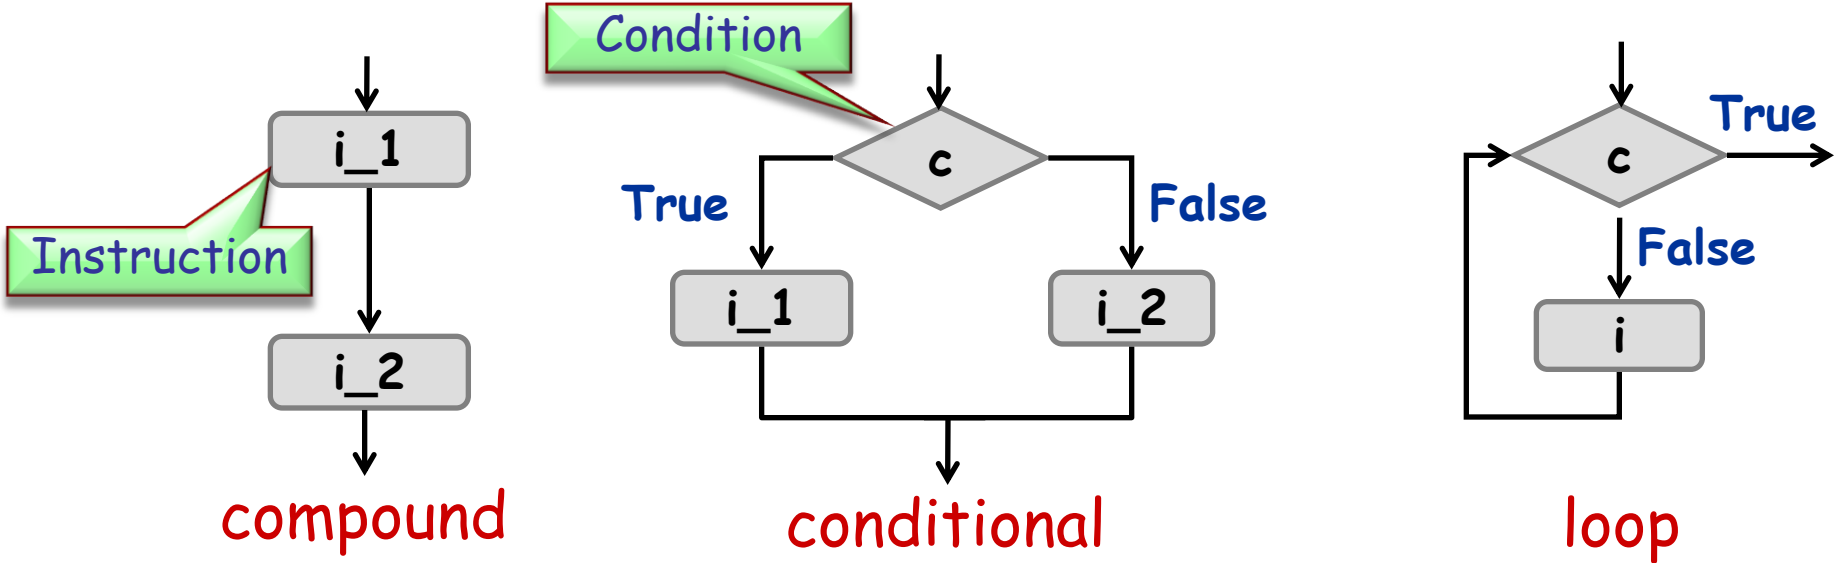 i_1
Instruction
i_2
compound
Condition
c
True
False
i_1
i_2
conditional
c
True
False
i
loop